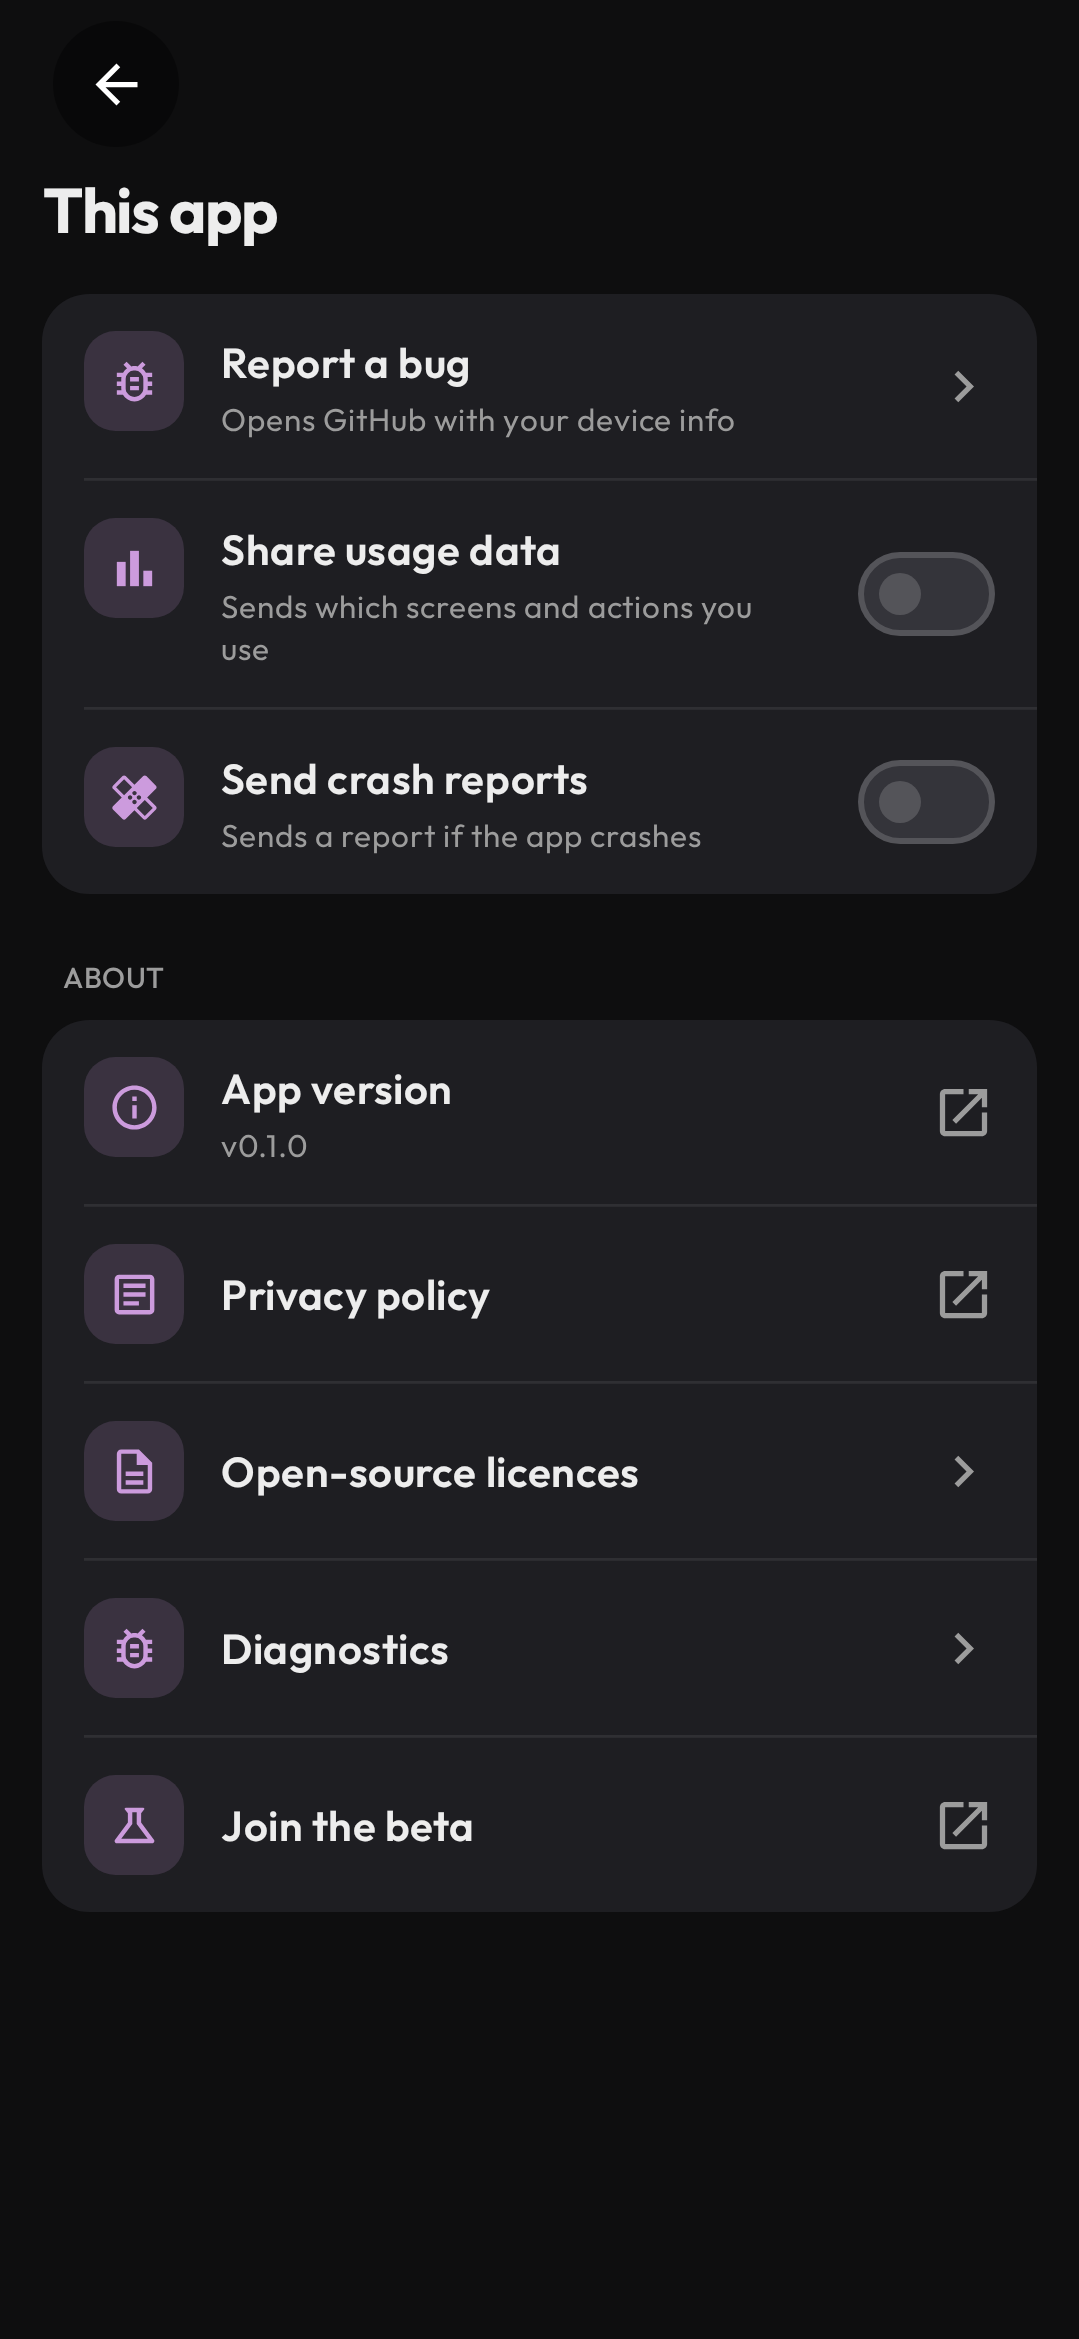 This app
Report a bug
Opens GitHub with your device info
Share usage data
Sends which screens and actions you
use
Send crash reports
Sends a report if the app crashes
ABOUT
App version
v0.1.0
Privacy policy
Open-source licences
Diagnostics
Join the beta